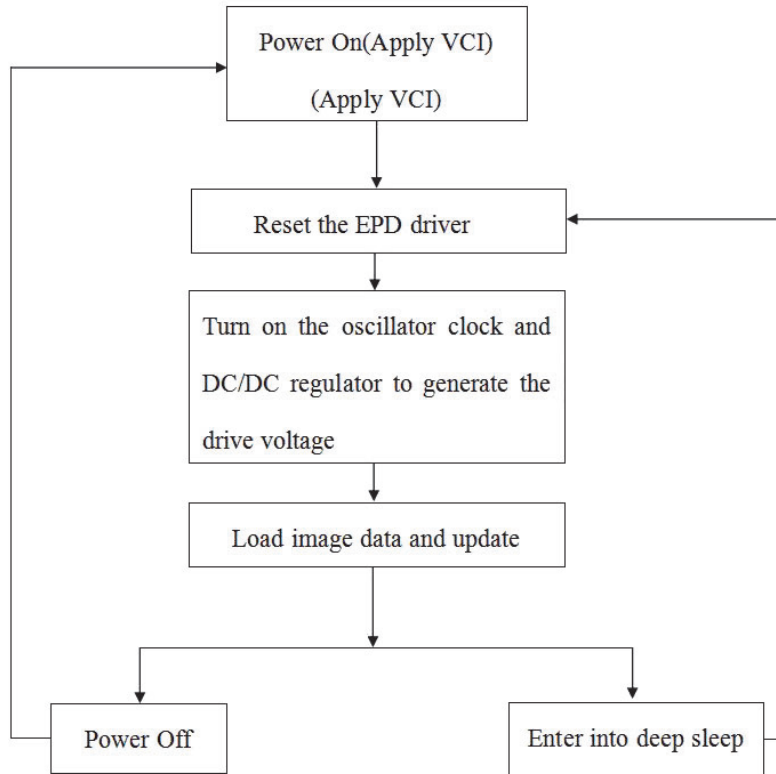 Power On(Apply VCI)
(Apply VCI)
Reset the EPD driver
Turn on the oscillator clock and
DC/DC regulator to generate the
drive voltage
Load image data and update
Power Off
Enter into deep sleep